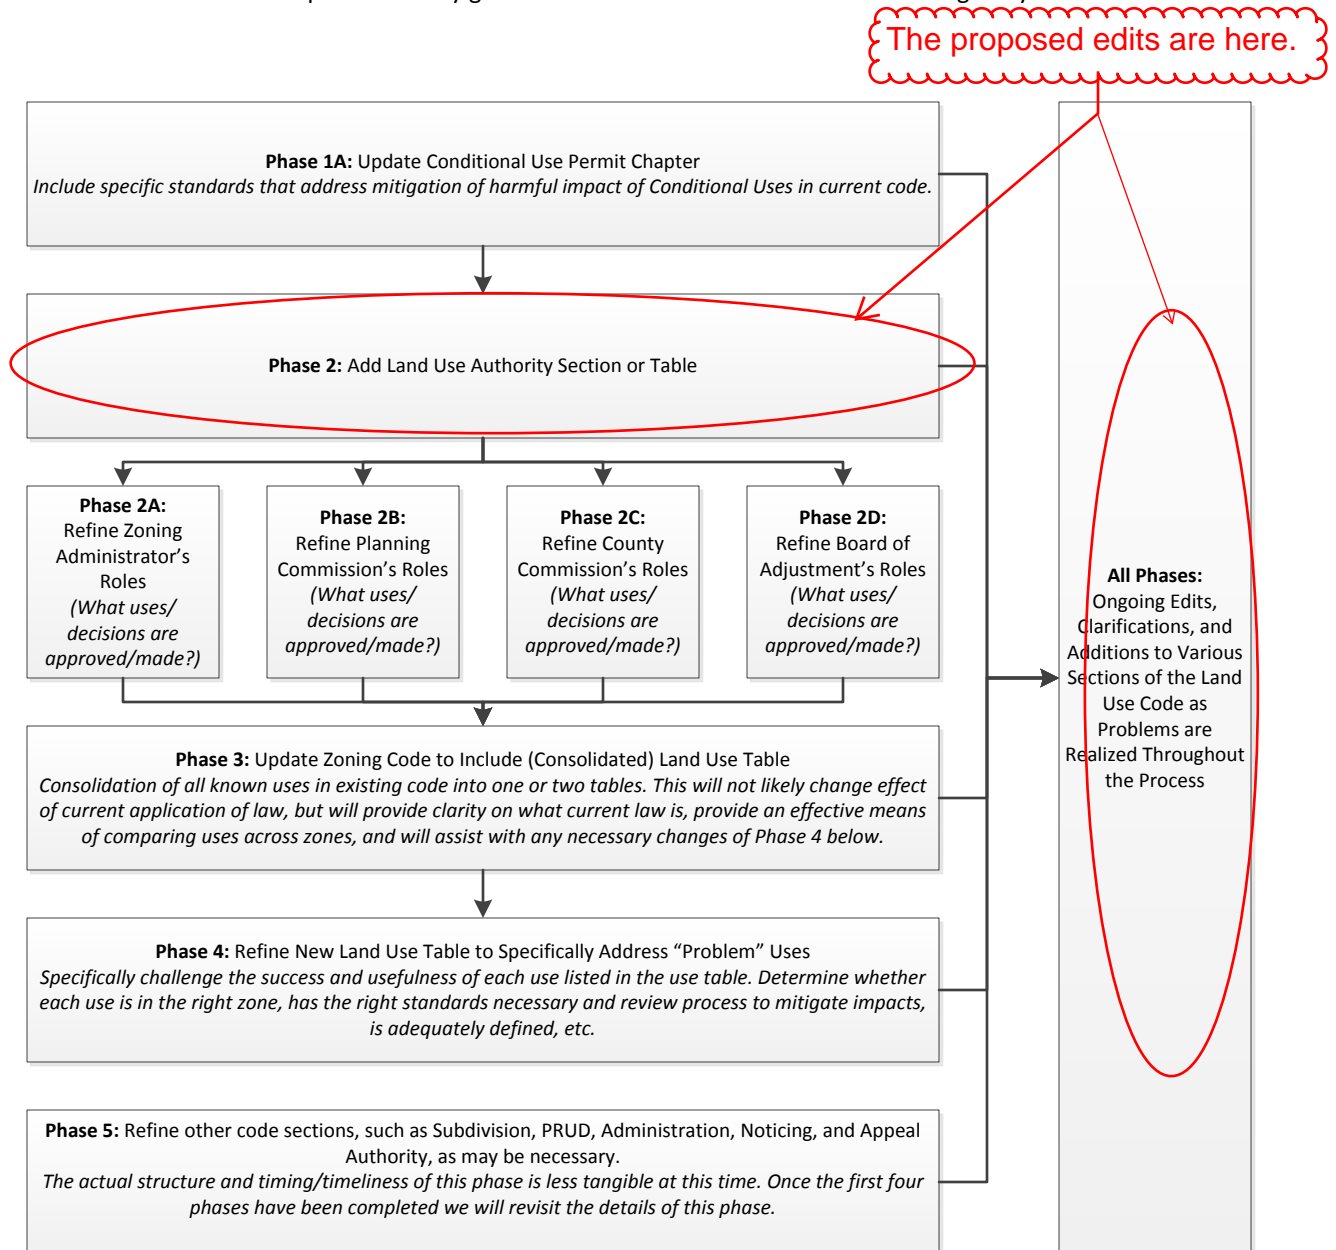 The proposed edits are here.
Phase 1A: Update Conditional Use Permit Chapter
Include specific standards that address mitigation of harmful impact of Conditional Uses in current code.
Phase 2: Add Land Use Authority Section or Table
Phase 2A:
Refine Zoning
Administrator’s
Roles
(What uses/
decisions are
approved/made?)
Phase 2B:
Refine Planning
Commission’s Roles
(What uses/
decisions are
approved/made?)
Phase 2C:
Refine County
Commission’s Roles
(What uses/
decisions are
approved/made?)
Phase 2D:
Refine Board of
Adjustment’s Roles
(What uses/
decisions are
approved/made?)
All Phases:
Ongoing Edits,
Clarifications, and
Additions to Various
Sections of the Land
Use Code as
Problems are
Realized Throughout
the Process
Phase 3: Update Zoning Code to Include (Consolidated) Land Use Table
Consolidation of all known uses in existing code into one or two tables. This will not likely change effect
of current application of law, but will provide clarity on what current law is, provide an effective means
of comparing uses across zones, and will assist with any necessary changes of Phase 4 below.
Phase 4: Refine New Land Use Table to Specifically Address “Problem” Uses
Specifically challenge the success and usefulness of each use listed in the use table. Determine whether
each use is in the right zone, has the right standards necessary and review process to mitigate impacts,
is adequately defined, etc.
Phase 5: Refine other code sections, such as Subdivision, PRUD, Administration, Noticing, and Appeal
Authority, as may be necessary.
The actual structure and timing/timeliness of this phase is less tangible at this time. Once the first four
phases have been completed we will revisit the details of this phase.